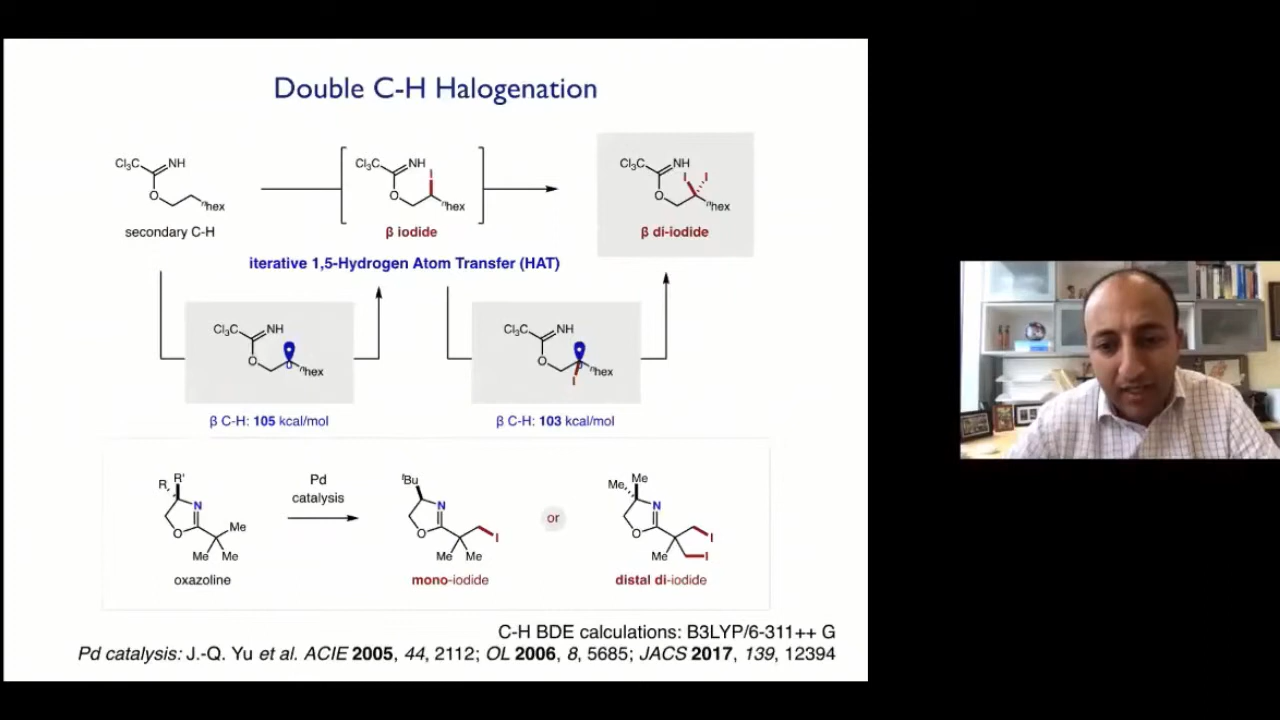 Double C-H Halogenation
Cl₃C NH O ⁿhex
secondary C-H
Cl₃C NH I O ⁿhex
β iodide
Cl₃C NH I I O ⁿhex
β di-iodide
iterative 1,5-Hydrogen Atom Transfer (HAT)
Cl₃C NH O ⁿhex
β C-H: 105 kcal/mol
Cl₃C NH O I ⁿhex
β C-H: 103 kcal/mol
R R' N O Me Me Me
oxazoline
Pd
catalysis
ᵗBu N O I Me Me
mono-iodide
or
Me Me N O I Me I
distal di-iodide
C-H BDE calculations: B3LYP/6-311++ G
Pd catalysis: J.-Q. Yu et al. ACIE 2005, 44, 2112; OL 2006, 8, 5685; JACS 2017, 139, 12394